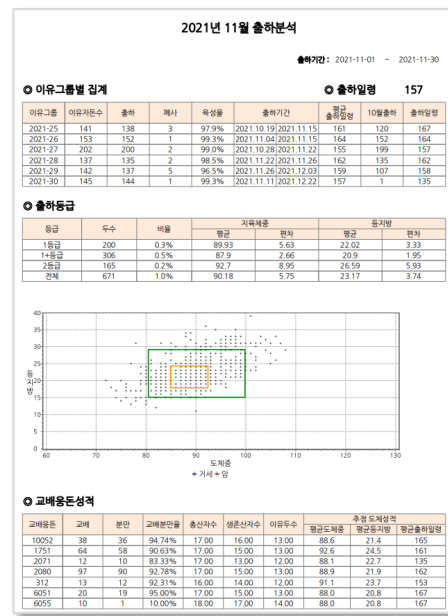 2021년 11월 출하분석
출하기간 : 2021-11-01 ~ 2021-11-30
◎ 이유그룹별 집계 ◎ 출하일령 157
이유그룹 이유자돈수 출하 폐사 육성율 출하기간 평균 출하일령 10월출하 출하일령
2021-25 141 138 3 97.9% 2021.10.19 2021.11.15 161 120 167
2021-26 153 152 1 99.3% 2021.11.04 2021.11.15 164 152 164
2021-27 202 200 2 99.0% 2021.10.28 2021.11.22 155 199 157
2021-28 137 135 2 98.5% 2021.11.22 2021.11.26 162 135 162
2021-29 142 137 5 96.5% 2021.11.26 2021.12.03 159 107 158
2021-30 145 144 1 99.3% 2021.11.11 2021.12.22 157 1 135
◎ 출하등급
등급 두수 비율 지육체중 등지방
평균 편차 평균 편차
1등급 200 0.3% 89.93 5.63 22.02 3.33
1+등급 306 0.5% 87.9 2.66 20.9 1.95
2등급 165 0.2% 92.7 8.95 26.59 5.93
전체 671 1.0% 90.18 5.75 23.17 3.74
40
35
30
25
등지방
20
15
10
5
0
60 70 80 90 100 110 120 130
도체중
거세 암
◎ 교배웅돈성적
교배웅돈 교배 분만 교배분만율 총산자수 생존산자수 이유두수 추정 도체성적
평균도체중 평균등지방 평균출하일령
10052 38 36 94.74% 17.00 16.00 13.00 88.6 21.4 165
1751 64 58 90.63% 17.00 15.00 13.00 92.6 24.5 161
2071 12 10 83.33% 17.00 15.00 13.00 88.1 22.7 135
2080 97 90 92.78% 17.00 15.00 13.00 88.9 21.9 162
312 13 12 92.31% 16.00 14.00 12.00 91.1 23.7 153
6051 20 19 95.00% 17.00 15.00 13.00 88.0 20.8 167
6055 10 1 10.00% 18.00 17.00 14.00 88.0 20.8 167